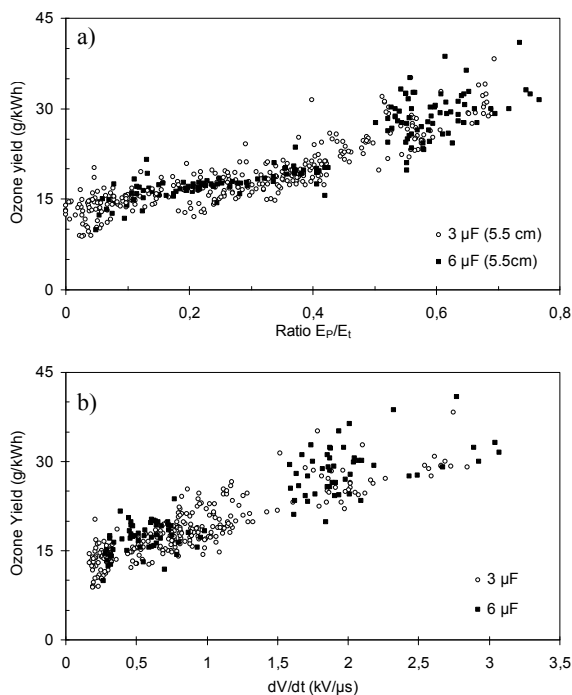 a)
45
30
15
0
Ozone yield (g/kWh)
3 µF (5.5 cm)
6 µF (5.5cm)
0 0,2 0,4 0,6 0,8
Ratio E_P/E_t
b)
45
30
15
0
Ozone Yield (g/kWh)
3 µF
6 µF
0 0,5 1 1,5 2 2,5 3 3,5
dV/dt (kV/µs)